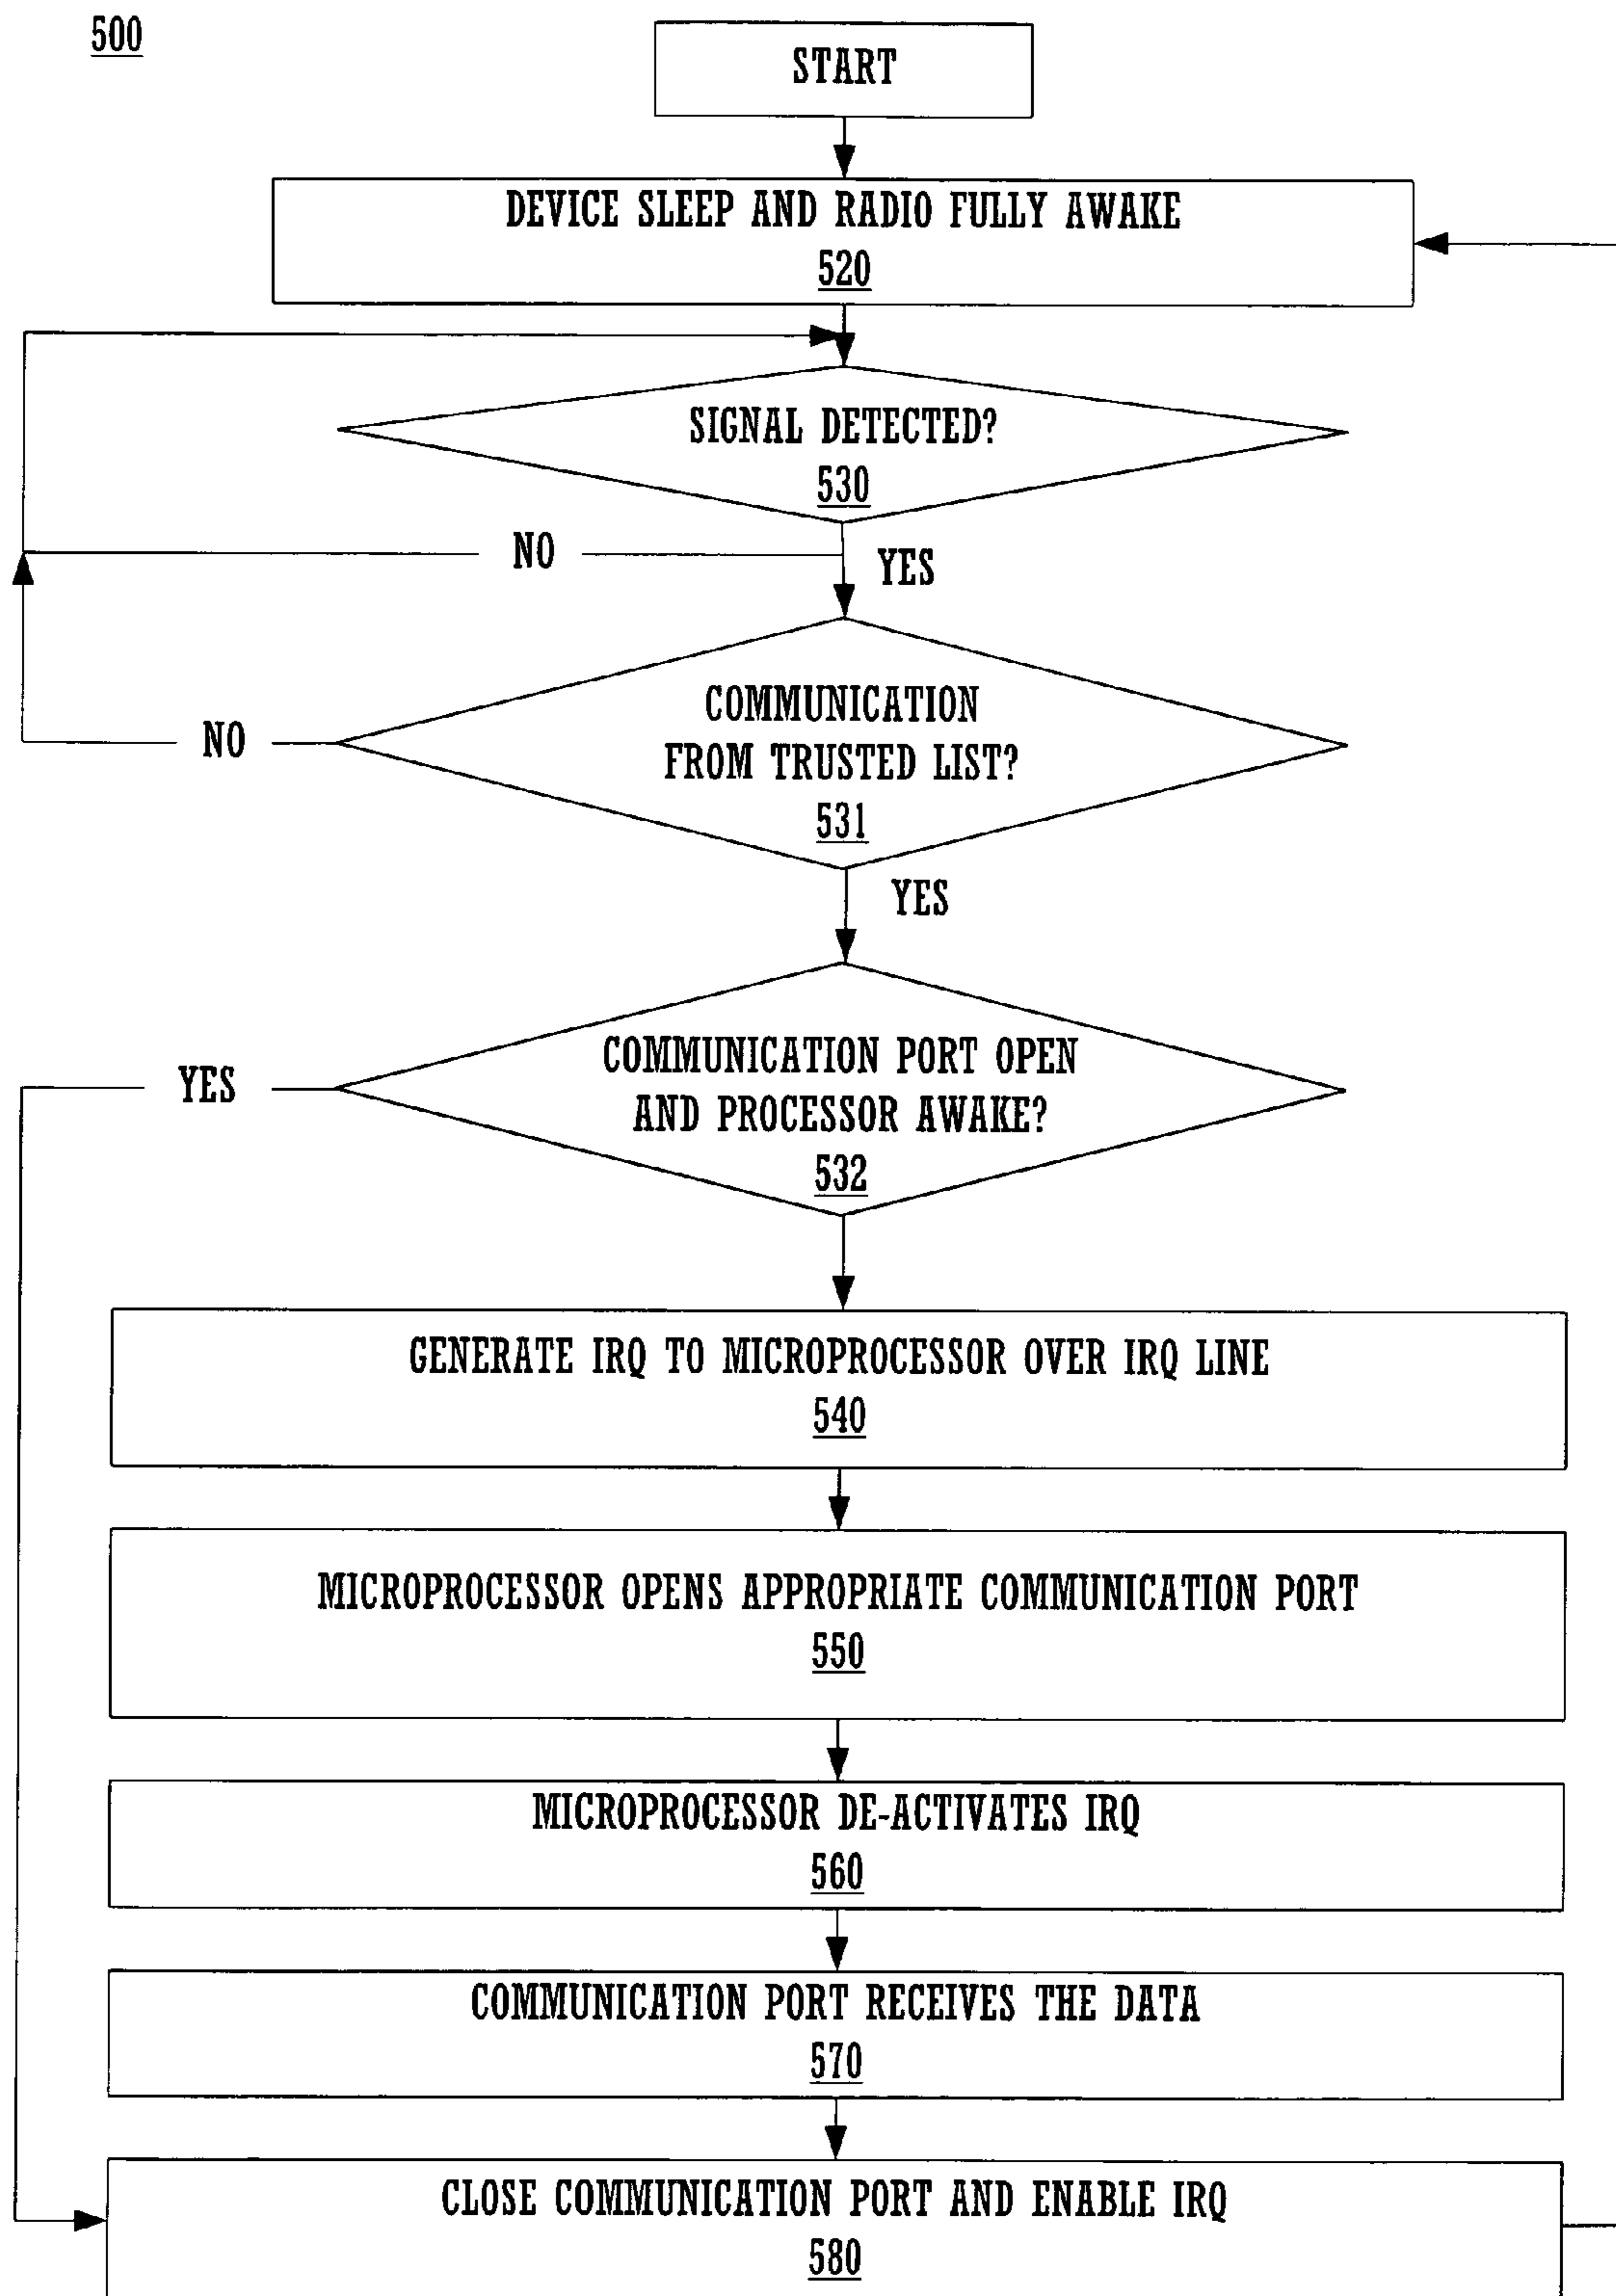 500
START
DEVICE SLEEP AND RADIO FULLY AWAKE
520
SIGNAL DETECTED?
530
NO
YES
COMMUNICATION
FROM TRUSTED LIST?
531
NO
YES
COMMUNICATION PORT OPEN
AND PROCESSOR AWAKE?
532
YES
GENERATE IRQ TO MICROPROCESSOR OVER IRQ LINE
540
MICROPROCESSOR OPENS APPROPRIATE COMMUNICATION PORT
550
MICROPROCESSOR DE-ACTIVATES IRQ
560
COMMUNICATION PORT RECEIVES THE DATA
570
CLOSE COMMUNICATION PORT AND ENABLE IRQ
580